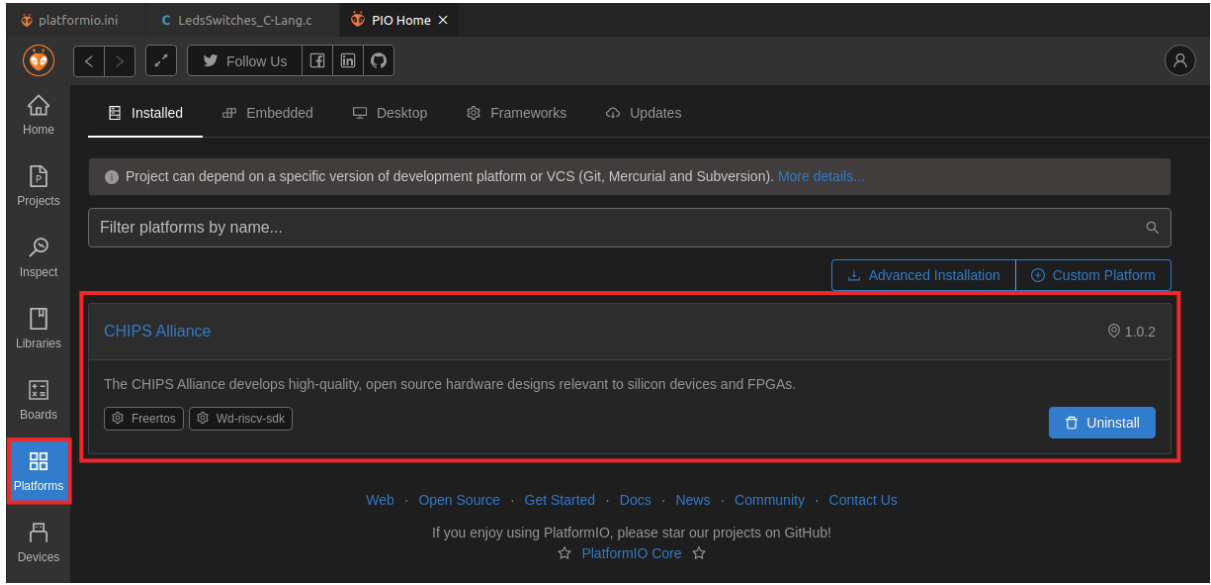 platformio.ini
LedsSwitches_C-Lang.c
PIO Home
Follow Us
Home
Installed
Embedded
Desktop
Frameworks
Updates
Projects
Project can depend on a specific version of development platform or VCS (Git, Mercurial and Subversion). More details...
Filter platforms by name...
Inspect
Advanced Installation
Custom Platform
Libraries
CHIPS Alliance
1.0.2
The CHIPS Alliance develops high-quality, open source hardware designs relevant to silicon devices and FPGAs.
Boards
Freertos
Wd-riscv-sdk
Uninstall
Platforms
Web · Open Source · Get Started · Docs · News · Community · Contact Us
If you enjoy using PlatformIO, please star our projects on GitHub!
PlatformIO Core
Devices